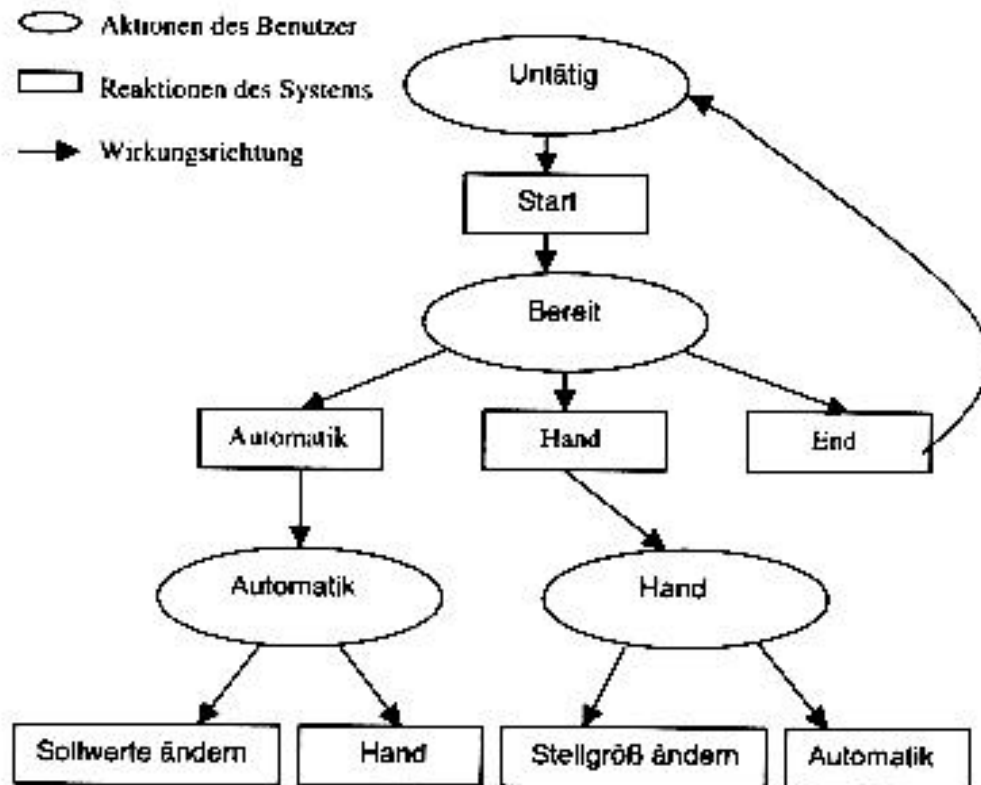 Aktionen des Benutzer
Reaktionen des Systems
Wirkungsrichtung
Untätig
Start
Bereit
Automatik
Hand
End
Automatik
Hand
Sollwerte ändern
Hand
Stellgröß ändern
Automatik